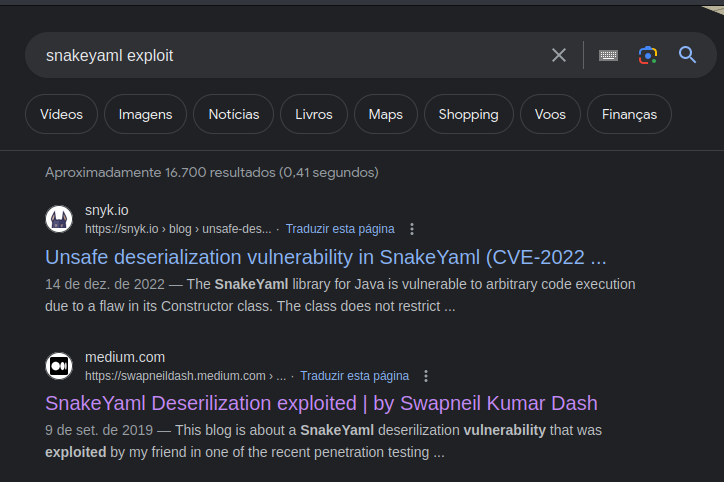 snakeyaml exploit
Vídeos Imagens Notícias Livros Maps Shopping Voos Finanças
Aproximadamente 16.700 resultados (0,41 segundos)
snyk.io
https://snyk.io › blog › unsafe-des... · Traduzir esta página
Unsafe deserialization vulnerability in SnakeYaml (CVE-2022 ...
14 de dez. de 2022 — The SnakeYaml library for Java is vulnerable to arbitrary code execution
due to a flaw in its Constructor class. The class does not restrict ...
medium.com
https://swapneildash.medium.com › ... · Traduzir esta página
SnakeYaml Deserilization exploited | by Swapneil Kumar Dash
9 de set. de 2019 — This blog is about a SnakeYaml deserilization vulnerability that was
exploited by my friend in one of the recent penetration testing ...